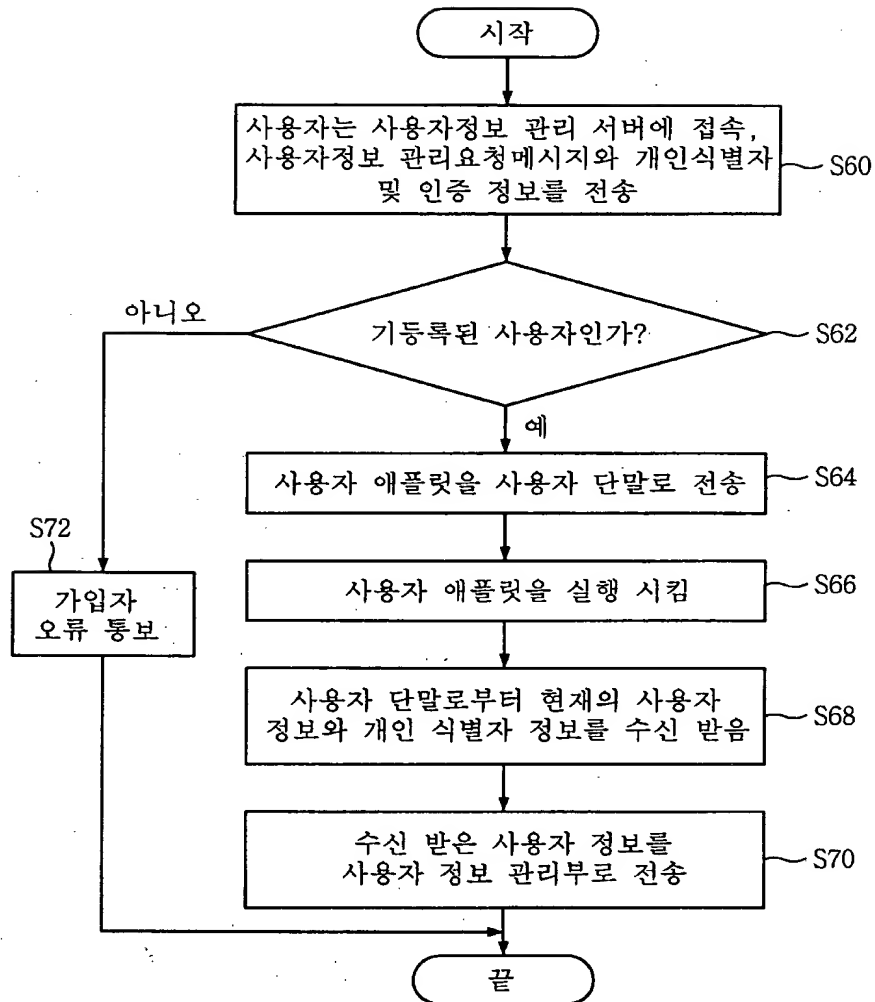 시작
사용자는 사용자정보 관리 서버에 접속,
사용자정보 관리요청메시지와 개인식별자
및 인증 정보를 전송
S60
아니오
기등록된 사용자인가?
S62
예
사용자 애플릿을 사용자 단말로 전송
S64
S72
가입자
오류 통보
사용자 애플릿을 실행 시킴
S66
사용자 단말로부터 현재의 사용자
정보와 개인 식별자 정보를 수신 받음
S68
수신 받은 사용자 정보를
사용자 정보 관리부로 전송
S70
끝